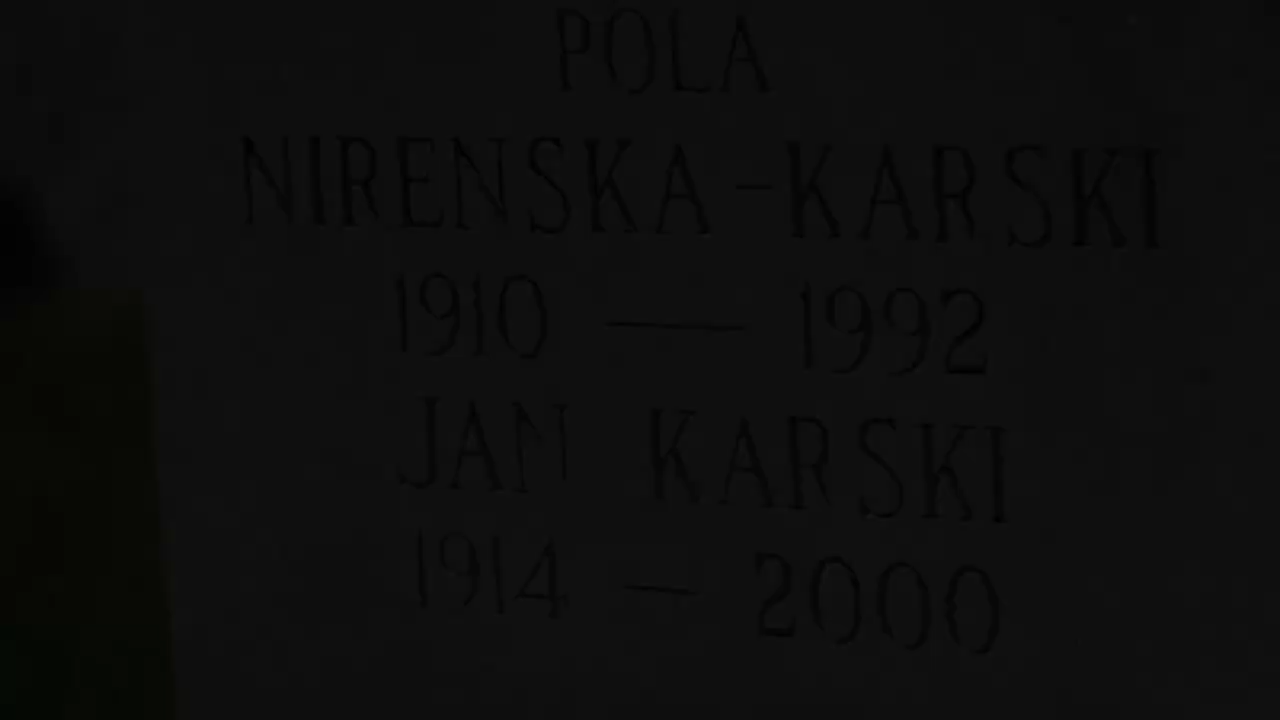 POLA
NIRENSKA-KARSKI
1910 — 1992
JAN KARSKI
1914 — 2000